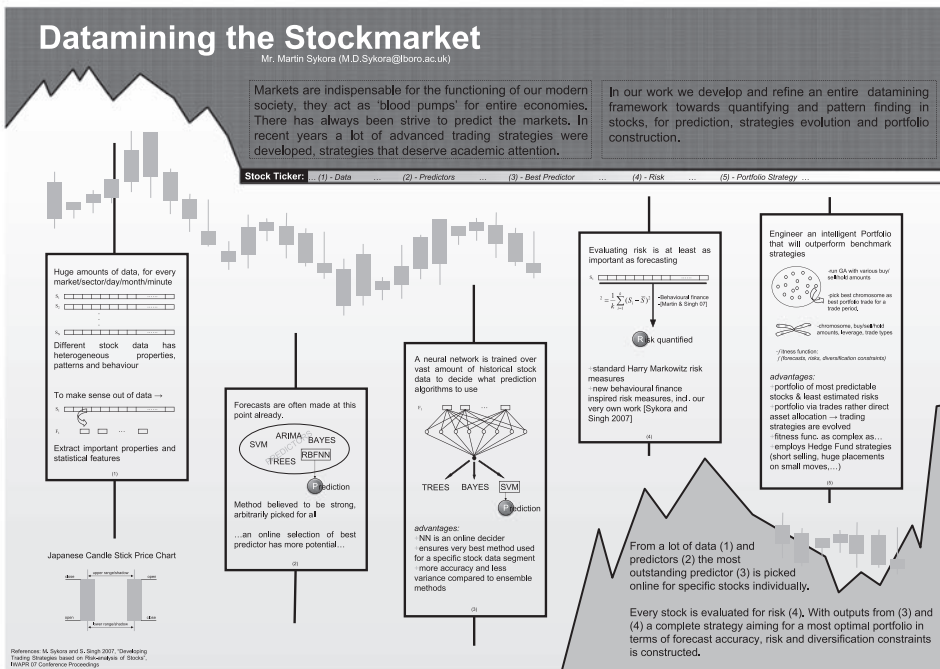 Datamining the Stockmarket
Mr. Martin Sykora (M.D.Sykora@lboro.ac.uk)
Markets are indispensable for the functioning of our modern
society, they act as 'blood pumps' for entire economies.
There has always been strive to predict the markets. In
recent years a lot of advanced trading strategies were
developed, strategies that deserve academic attention.
In our work we develop and refine an entire datamining
framework towards quantifying and pattern finding in
stocks, for prediction, strategies evolution and portfolio
construction.
Stock Ticker: ... (1) - Data ... (2) - Predictors ... (3) - Best Predictor ... (4) - Risk ... (5) - Portfolio Strategy ...
Huge amounts of data, for every
market/sector/day/month/minute
S₁
S₂
Different stock data has
heterogeneous properties,
patterns and behaviour
To make sense out of data →
S₁
F₁ ...
Extract important properties and
statistical features
(1)
Japanese Candle Stick Price Chart
close upper range/shadow open
open lower range/shadow close
References: M. Sykora and S. Singh 2007, "Developing
Trading Strategies based on Risk-analysis of Stocks",
IWAPR 07 Conference Proceedings
Forecasts are often made at this
point already.
PREDICTORS
ARIMA
SVM BAYES
TREES RBFNN
Prediction
Method believed to be strong,
arbitrarily picked for all
...an online selection of best
predictor has more potential...
(2)
A neural network is trained over
vast amount of historical stock
data to decide what prediction
algorithms to use
F₁ ...
TREES BAYES SVM
Prediction
advantages:
+NN is an online decider
+ensures very best method used
for a specific stock data segment
+more accuracy and less
variance compared to ensemble
methods
(3)
Evaluating risk is at least as
important as forecasting
S₁
-Behavioural finance
-[Martin & Singh 07]
Risk quantified
+standard Harry Markowitz risk
measures
+new behavioural finance
inspired risk measures, incl. our
very own work [Sykora and
Singh 2007]
(4)
Engineer an intelligent Portfolio
that will outperform benchmark
strategies
-run GA with various buy/
sell/hold amounts
-pick best chromosome as
best portfolio trade for a
trade period,
-chromosome, buy/sell/hold
amounts, leverage, trade types
-fitness function:
f (forecasts, risks, diversification constraints)
advantages:
+portfolio of most predictable
stocks & least estimated risks
+portfolio via trades rather direct
asset allocation → trading
strategies are evolved
+fitness func. as complex as...
+employs Hedge Fund strategies
(short selling, huge placements
on small moves,...)
(5)
From a lot of data (1) and
predictors (2) the most
outstanding predictor (3) is picked
online for specific stocks individually.
Every stock is evaluated for risk (4). With outputs from (3) and
(4) a complete strategy aiming for a most optimal portfolio in
terms of forecast accuracy, risk and diversification constraints
is constructed.